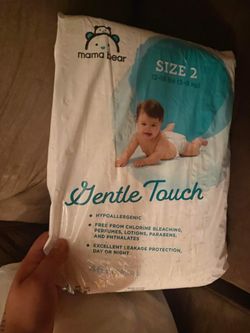 mama bear
SIZE 2
Gentle Touch
• HYPOALLERGENIC
• FREE FROM CHLORINE BLEACHING,
PERFUMES, LOTIONS, PARABENS,
AND PHTHALATES
• EXCELLENT LEAKAGE PROTECTION,
DAY OR NIGHT